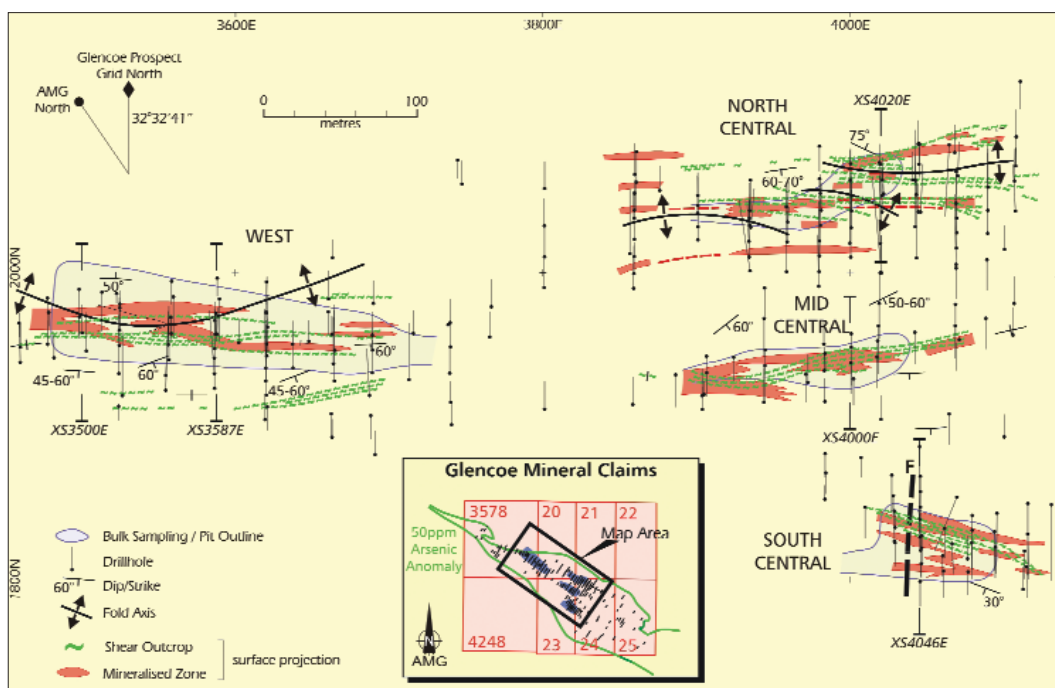 3600E
3800E
4000E
Glencoe Prospect
Grid North
AMG
North
32°32'41"
0
100
metres
NORTH
CENTRAL
XS4020E
75°
60-70°
WEST
2000N
50°
MID
CENTRAL
50-60°
60°
60°
45-60°
60°
45-60°
XS3500E
XS3587E
XS4000E
Glencoe Mineral Claims
3578
20
21
22
50ppm
Arsenic
Anomaly
Map Area
4248
23
24
25
N
AMG
F
SOUTH
CENTRAL
30°
XS4046E
7800N
Bulk Sampling / Pit Outline
Drillhole
60°
Dip/Strike
Fold Axis
Shear Outcrop
surface projection
Mineralised Zone